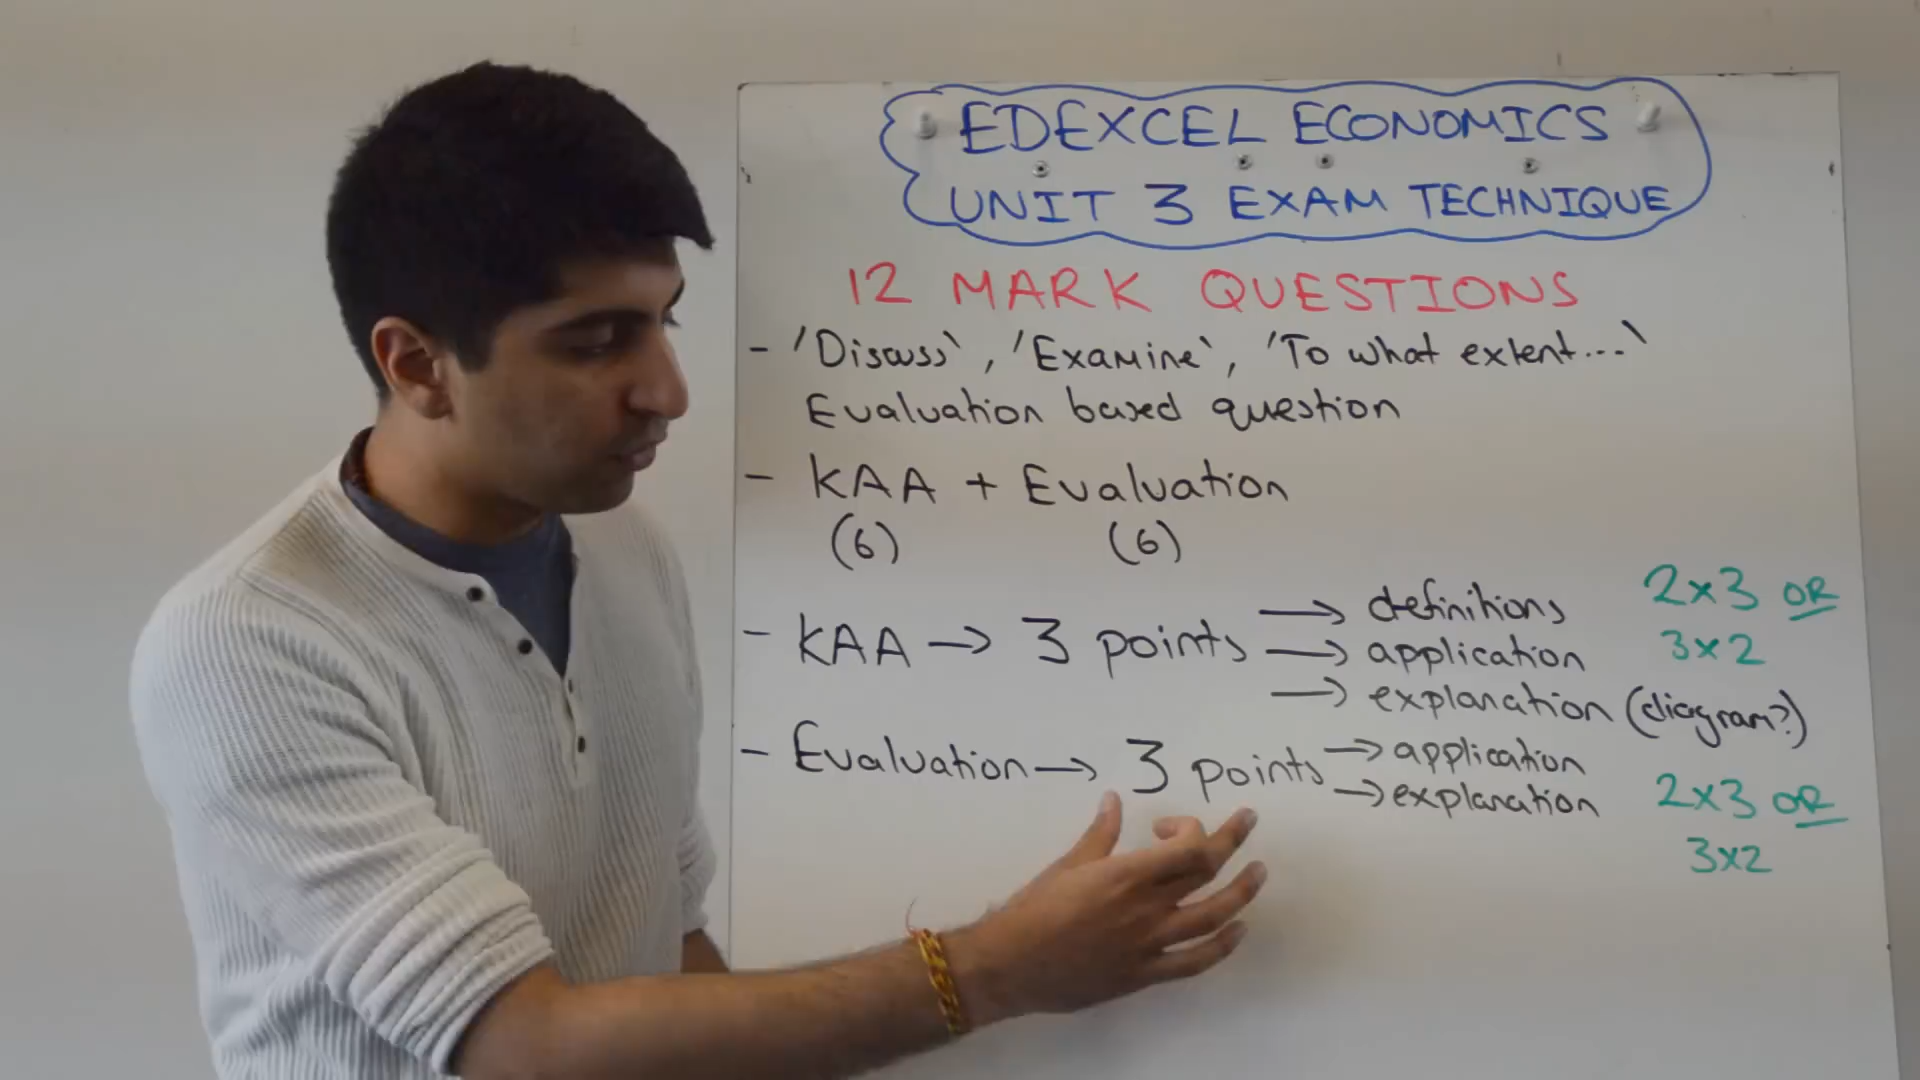 EDEXCEL ECONOMICS
UNIT 3 EXAM TECHNIQUE
12 MARK QUESTIONS
- 'Discuss', 'Examine', 'To what extent...'
Evaluation based question
- KAA + Evaluation
(6) (6)
- KAA → 3 points → definitions
→ application
→ explanation (diagram?)
2x3 OR
3x2
- Evaluation → 3 points → application
→ explanation
2x3 OR
3x2